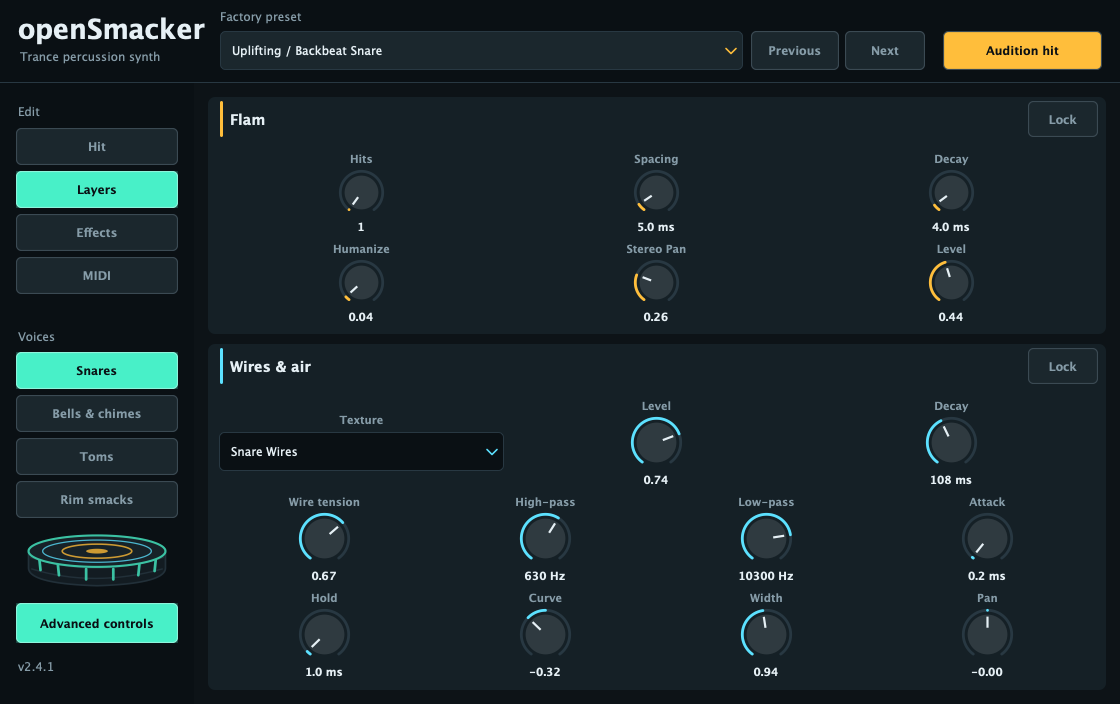 openSmacker
Trance percussion synth
Factory preset
Uplifting / Backbeat Snare
Previous
Next
Audition hit
Edit
Hit
Layers
Effects
MIDI
Voices
Snares
Bells & chimes
Toms
Rim smacks
Advanced controls
v2.4.1
Flam
Lock
Hits
Spacing
Decay
1
5.0 ms
4.0 ms
Humanize
Stereo Pan
Level
0.04
0.26
0.44
Wires & air
Lock
Texture
Snare Wires
Level
0.74
Decay
108 ms
Wire tension
High-pass
Low-pass
Attack
0.67
630 Hz
10300 Hz
0.2 ms
Hold
Curve
Width
Pan
1.0 ms
-0.32
0.94
-0.00